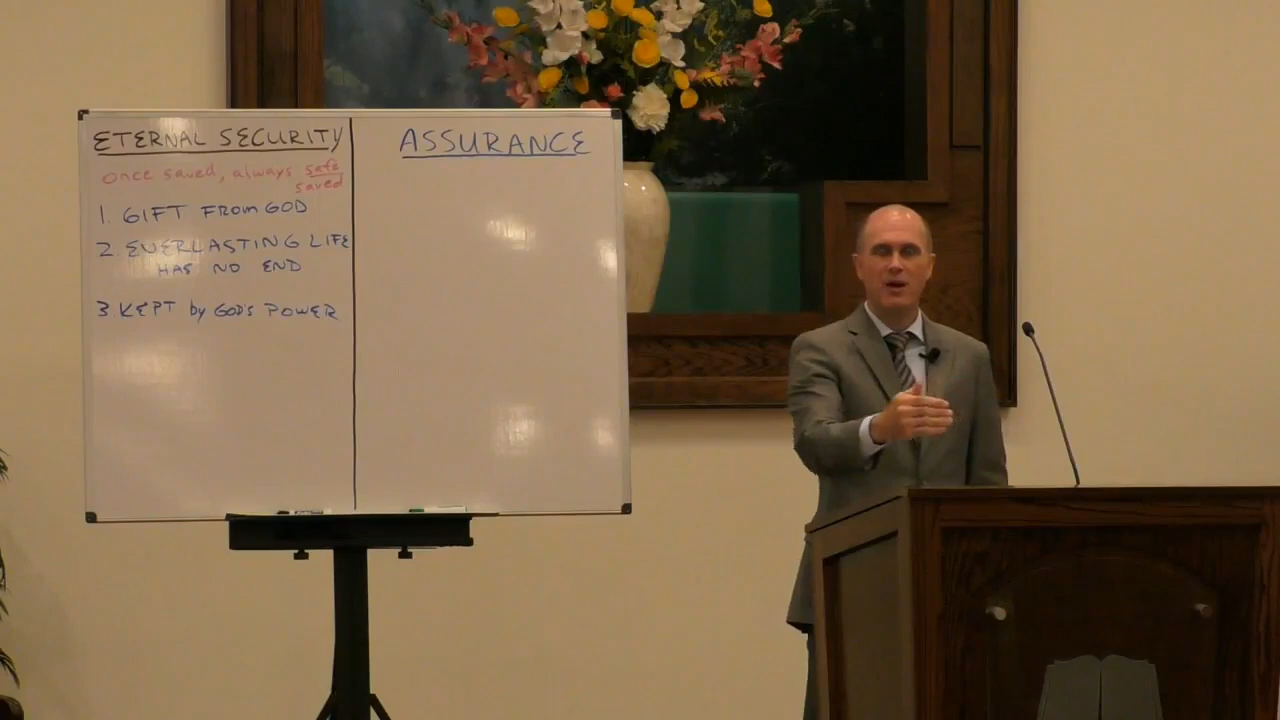 ETERNAL SECURITY
once saved, always safe
saved
1. GIFT FROM GOD
2. EVERLASTING LIFE
HAS NO END
3. KEPT by GOD'S POWER
ASSURANCE